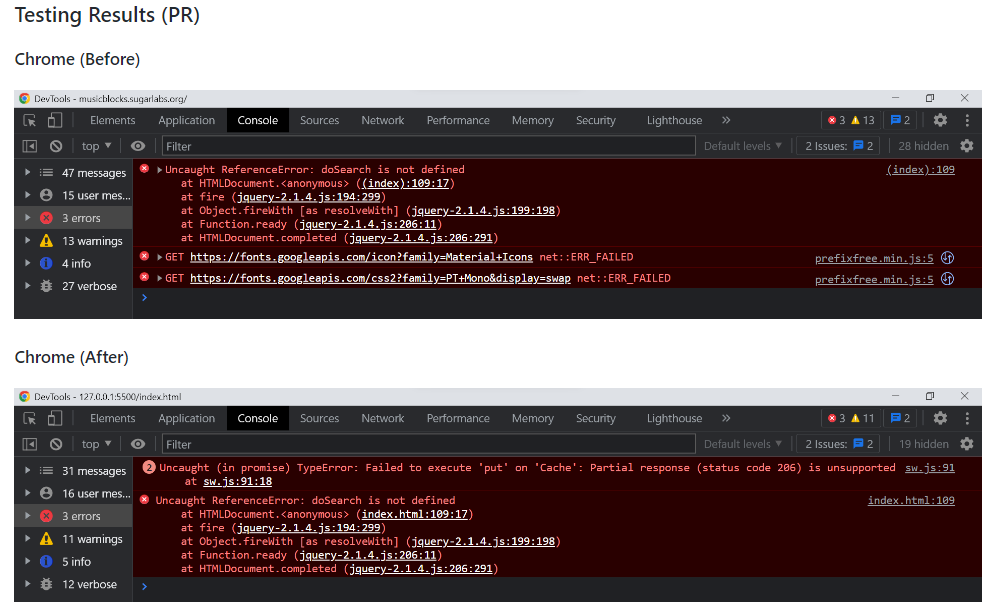 Testing Results (PR)
Chrome (Before)
DevTools - musicblocks.sugarlabs.org/
Elements Application Console Sources Network Performance Memory Security Lighthouse » 3 13 2
top ▼ Filter Default levels ▼ 2 Issues: 2 28 hidden
47 messages
15 user mes...
3 errors
13 warnings
4 info
27 verbose
Uncaught ReferenceError: doSearch is not defined (index):109
at HTMLDocument.<anonymous> ((index):109:17)
at fire (jquery-2.1.4.js:194:299)
at Object.fireWith [as resolveWith] (jquery-2.1.4.js:199:198)
at Function.ready (jquery-2.1.4.js:206:11)
at HTMLDocument.completed (jquery-2.1.4.js:206:291)
GET https://fonts.googleapis.com/icon?family=Material+Icons net::ERR_FAILED prefixfree.min.js:5
GET https://fonts.googleapis.com/css2?family=PT+Mono&display=swap net::ERR_FAILED prefixfree.min.js:5
Chrome (After)
DevTools - 127.0.0.1:5500/index.html
Elements Application Console Sources Network Performance Memory Security Lighthouse » 3 11 2
top ▼ Filter Default levels ▼ 2 Issues: 2 19 hidden
31 messages
16 user mes...
3 errors
11 warnings
5 info
12 verbose
2 Uncaught (in promise) TypeError: Failed to execute 'put' on 'Cache': Partial response (status code 206) is unsupported sw.js:91
at sw.js:91:18
Uncaught ReferenceError: doSearch is not defined index.html:109
at HTMLDocument.<anonymous> (index.html:109:17)
at fire (jquery-2.1.4.js:194:299)
at Object.fireWith [as resolveWith] (jquery-2.1.4.js:199:198)
at Function.ready (jquery-2.1.4.js:206:11)
at HTMLDocument.completed (jquery-2.1.4.js:206:291)